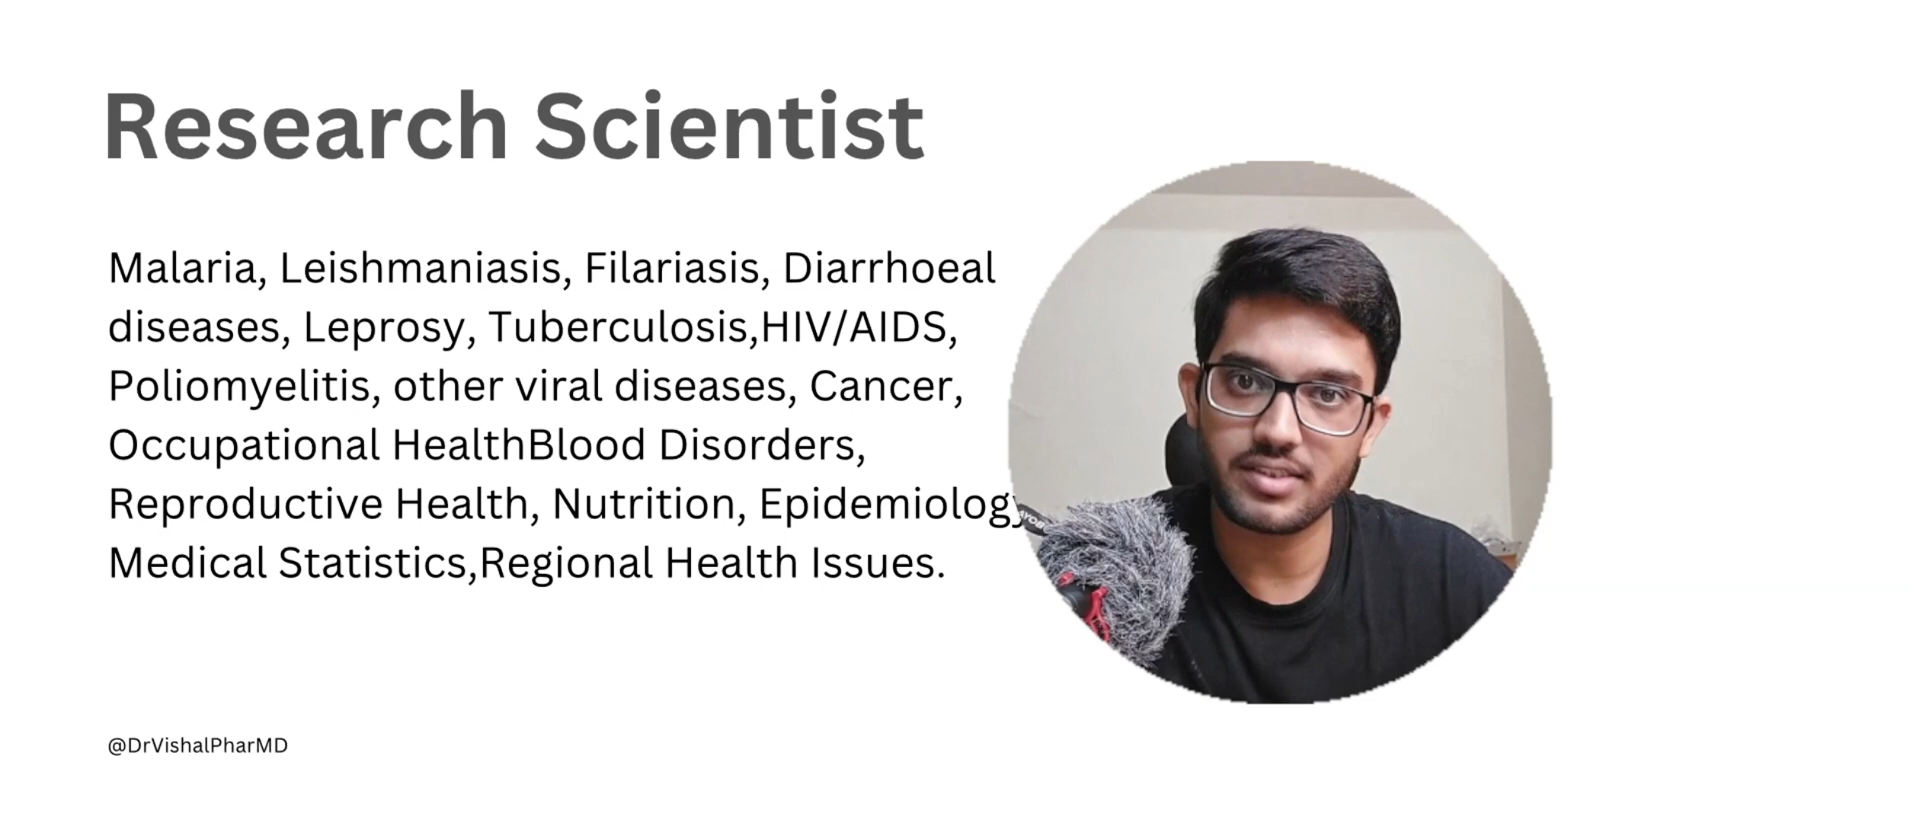 Research Scientist
Malaria, Leishmaniasis, Filariasis, Diarrhoeal
diseases, Leprosy, Tuberculosis,HIV/AIDS,
Poliomyelitis, other viral diseases, Cancer,
Occupational HealthBlood Disorders,
Reproductive Health, Nutrition, Epidemiology
Medical Statistics,Regional Health Issues.
@DrVishalPharMD